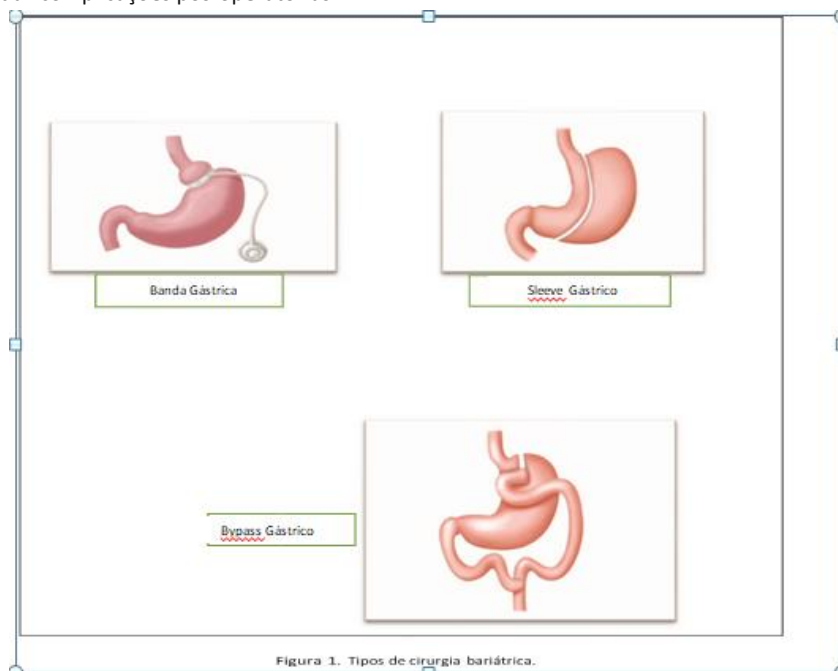 Banda Gástrica
Sleeve Gástrico
Bypass Gástrico
Figura 1. Tipos de cirurgia bariátrica.